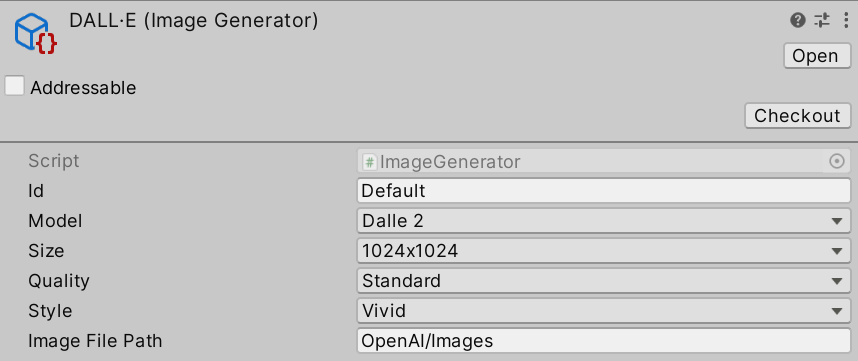 DALL·E (Image Generator)
Open
Addressable
Checkout
Script # ImageGenerator
Id Default
Model Dalle 2
Size 1024x1024
Quality Standard
Style Vivid
Image File Path OpenAI/Images